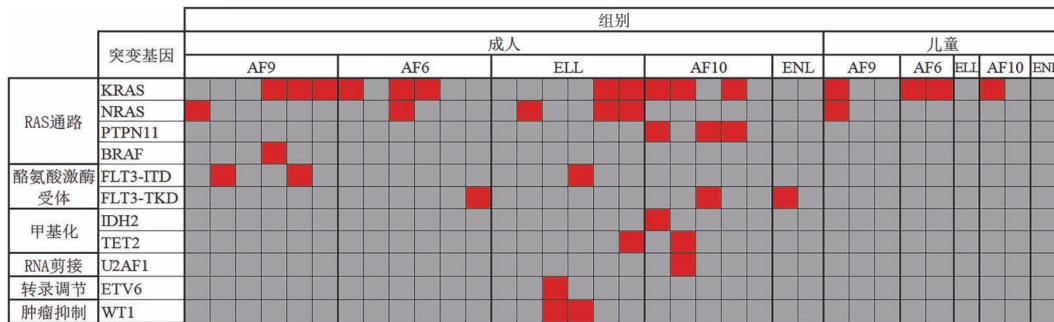 组别
突变基因 成人 儿童
AF9 AF6 ELL AF10 ENL AF9 AF6 ELL AF10 ENL
RAS通路 KRAS
NRAS
PTPN11
BRAF
酪氨酸激酶受体 FLT3-ITD
FLT3-TKD
甲基化 IDH2
TET2
RNA剪接 U2AF1
转录调节 ETV6
肿瘤抑制 WT1